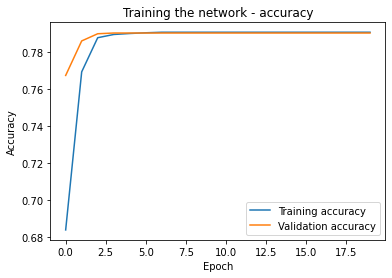 Training the network - accuracy
0.78
0.76
0.74
0.72
0.70
0.68
Accuracy
0.0
2.5
5.0
7.5
10.0
12.5
15.0
17.5
Epoch
Training accuracy
Validation accuracy